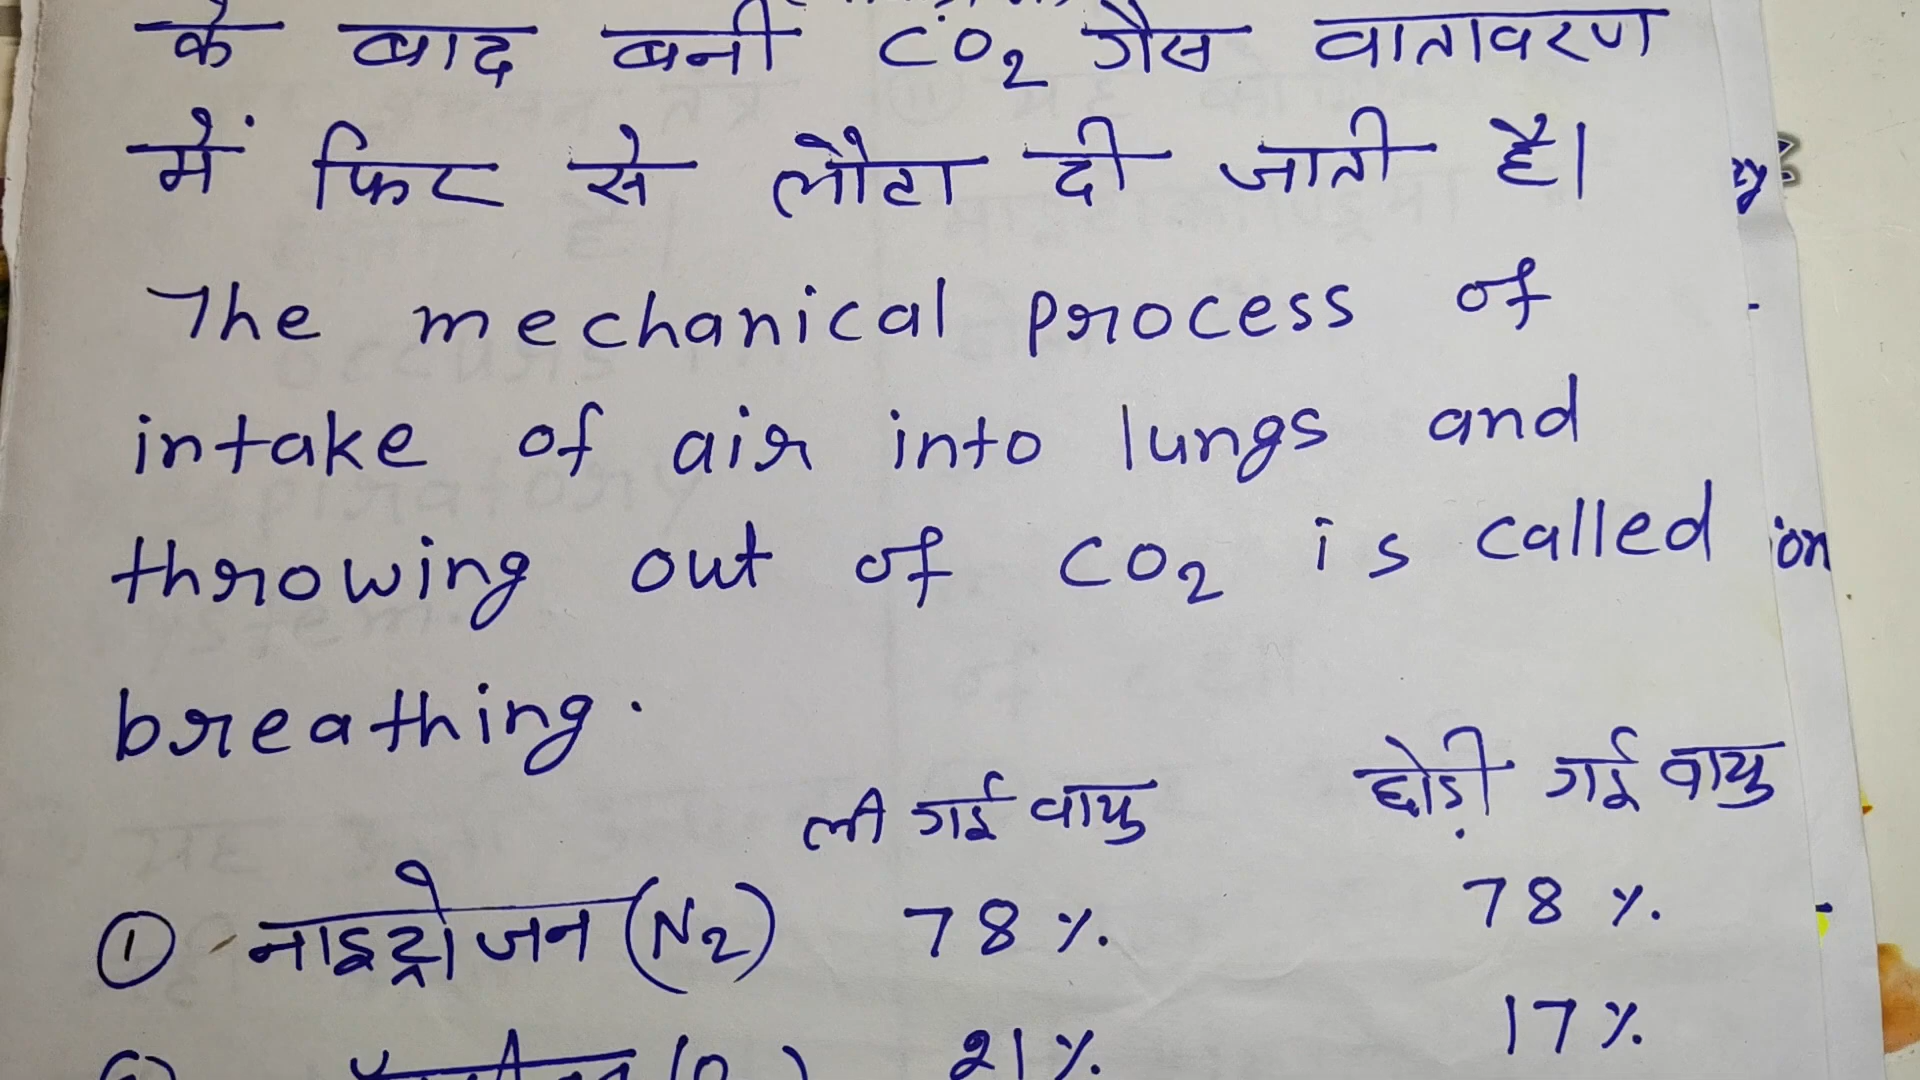 के बाद बनी CO₂ गैस वातावरण
में फिर से लौटा दी जाती है।
The mechanical process of
intake of air into lungs and
throwing out of CO₂ is called
on
breathing.
ली गई वायु छोड़ी गई वायु
① नाइट्रोजन (N₂) 78 % 78 %
21 % 17 %